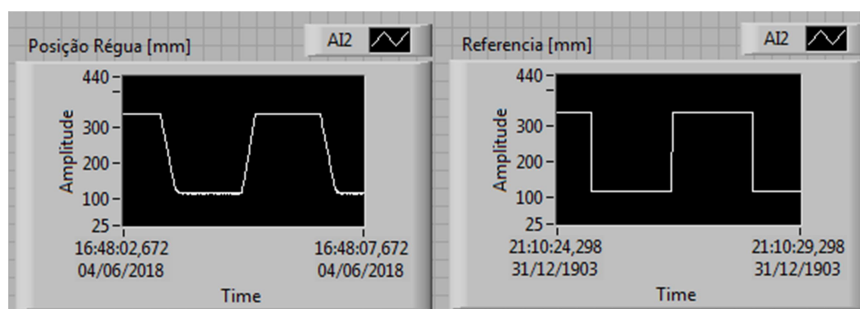 Posição Régua [mm]
AI2
Amplitude
440
300
200
100
25
16:48:02,672
04/06/2018
16:48:07,672
04/06/2018
Time
Referencia [mm]
AI2
Amplitude
440
300
200
100
25
21:10:24,298
31/12/1903
21:10:29,298
31/12/1903
Time